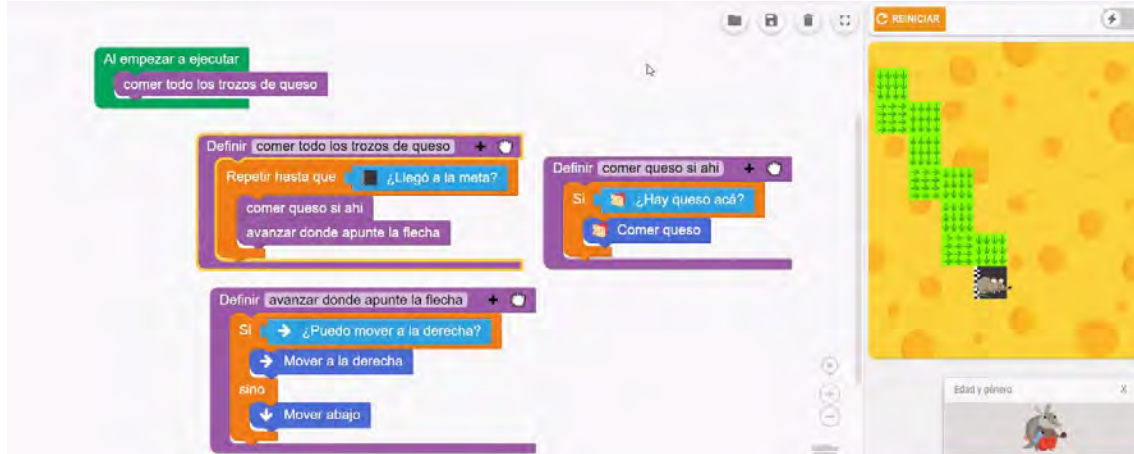 REINICIAR
Al empezar a ejecutar
comer todo los trozos de queso
Definir comer todo los trozos de queso +
Repetir hasta que ¿Llegó a la meta?
comer queso si ahi
avanzar donde apunte la flecha
Definir comer queso si ahi +
Si ¿Hay queso acá?
Comer queso
Definir avanzar donde apunte la flecha +
Si ¿Puedo mover a la derecha?
Mover a la derecha
sino
Mover abajo
Edad y género X